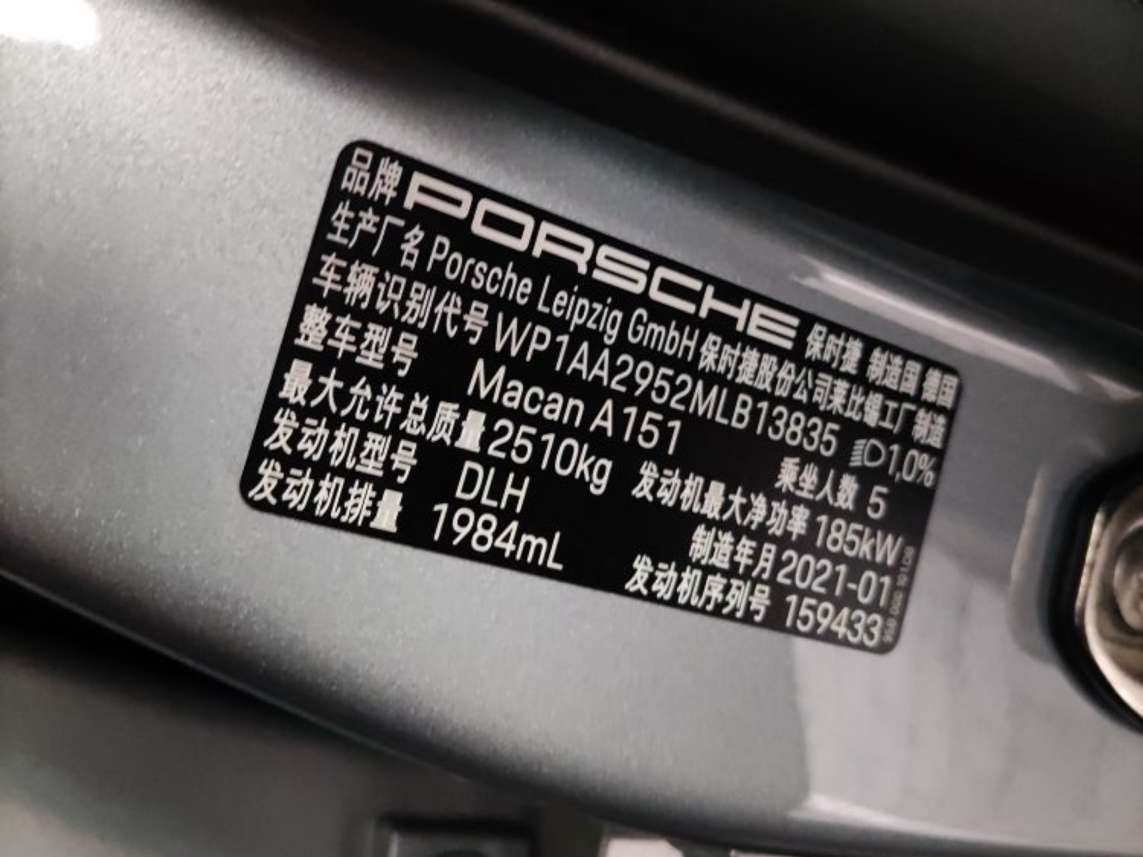 品牌 PORSCHE 保时捷 制造国 德国
生产厂名 Porsche Leipzig GmbH 保时捷股份公司莱比锡工厂制造
车辆识别代号 WP1AA2952MLB13835 1,0%
整车型号 Macan A151 乘坐人数 5
最大允许总质量 2510kg 发动机最大净功率 185kW
发动机型号 DLH 制造年月 2021-01
发动机排量 1984mL 发动机序列号 159433